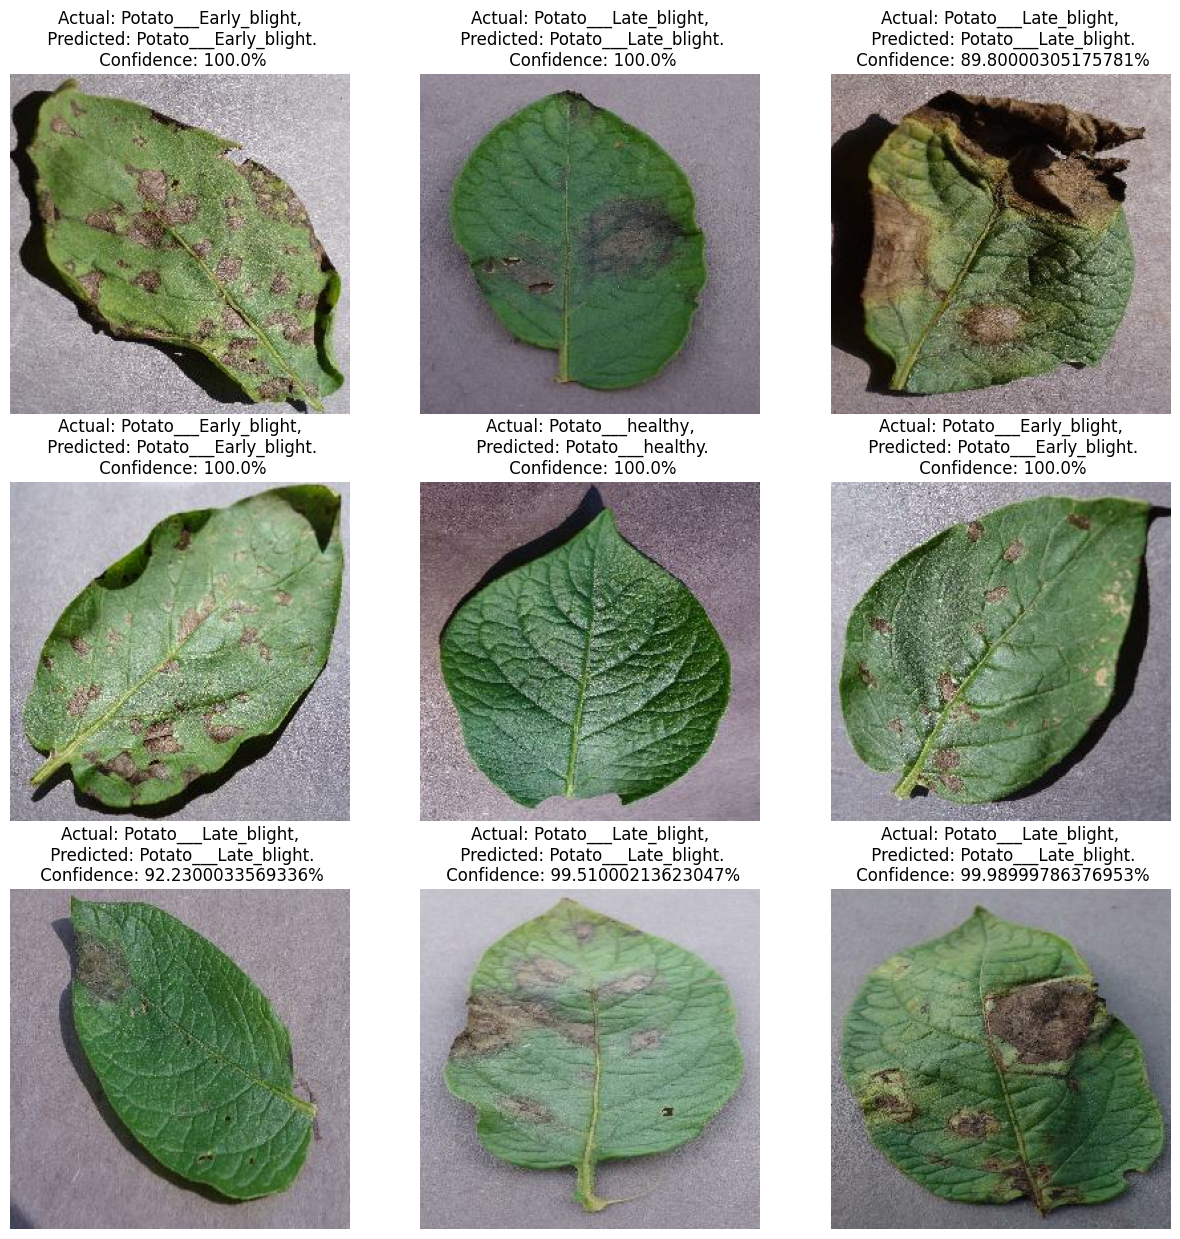 Actual: Potato___Early_blight,
Predicted: Potato___Early_blight.
Confidence: 100.0%
Actual: Potato___Late_blight,
Predicted: Potato___Late_blight.
Confidence: 100.0%
Actual: Potato___Late_blight,
Predicted: Potato___Late_blight.
Confidence: 89.80000305175781%
Actual: Potato___Early_blight,
Predicted: Potato___Early_blight.
Confidence: 100.0%
Actual: Potato___healthy,
Predicted: Potato___healthy.
Confidence: 100.0%
Actual: Potato___Early_blight,
Predicted: Potato___Early_blight.
Confidence: 100.0%
Actual: Potato___Late_blight,
Predicted: Potato___Late_blight.
Confidence: 92.2300033569336%
Actual: Potato___Late_blight,
Predicted: Potato___Late_blight.
Confidence: 99.51000213623047%
Actual: Potato___Late_blight,
Predicted: Potato___Late_blight.
Confidence: 99.98999786376953%